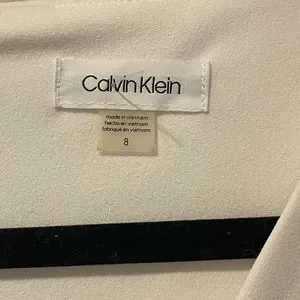 Calvin Klein
made in vietnam
hecho en vietnam
fabriqué en vietnam
8